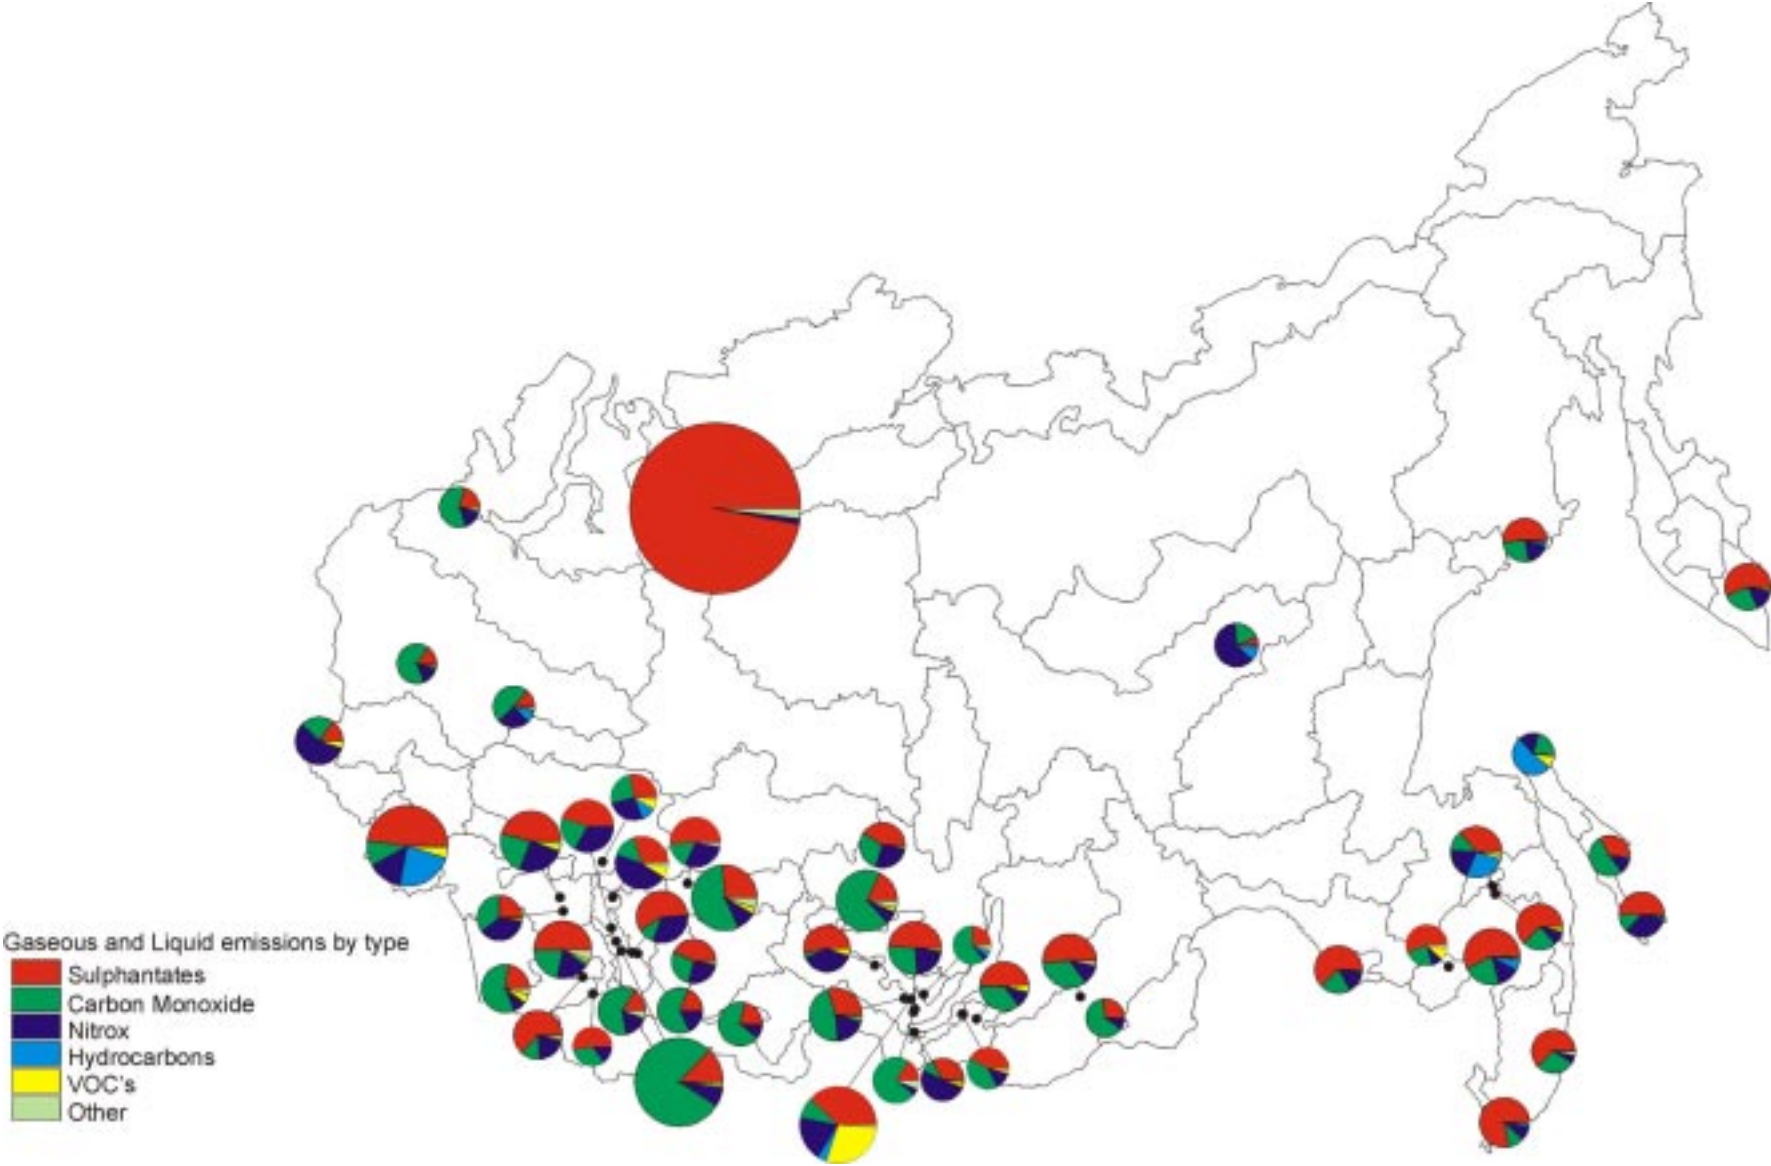 Gaseous and Liquid emissions by type
Sulphantates
Carbon Monoxide
Nitrox
Hydrocarbons
VOC's
Other